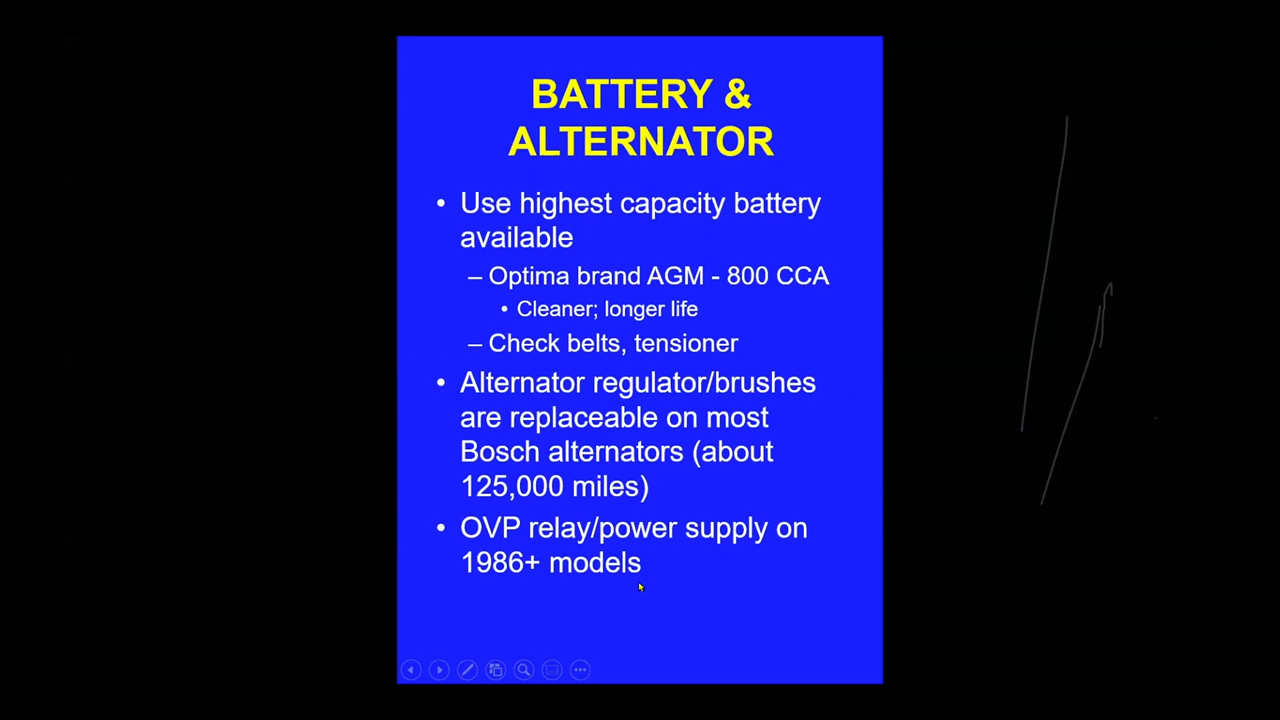 BATTERY &
ALTERNATOR
• Use highest capacity battery
available
– Optima brand AGM - 800 CCA
• Cleaner; longer life
– Check belts, tensioner
• Alternator regulator/brushes
are replaceable on most
Bosch alternators (about
125,000 miles)
• OVP relay/power supply on
1986+ models